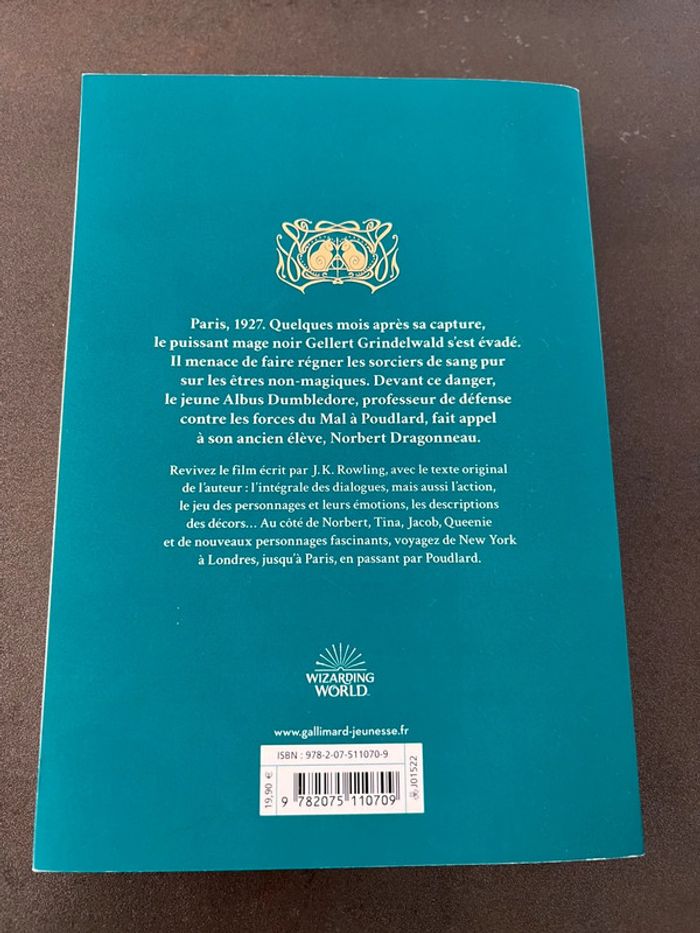 Paris, 1927. Quelques mois après sa capture,
le puissant mage noir Gellert Grindelwald s'est évadé.
Il menace de faire régner les sorciers de sang pur
sur les êtres non-magiques. Devant ce danger,
le jeune Albus Dumbledore, professeur de défense
contre les forces du Mal à Poudlard, fait appel
à son ancien élève, Norbert Dragonneau.
Revivez le film écrit par J.K. Rowling, avec le texte original
de l'auteur : l'intégrale des dialogues, mais aussi l'action,
le jeu des personnages et leurs émotions, les descriptions
des décors... Au côté de Norbert, Tina, Jacob, Queenie
et de nouveaux personnages fascinants, voyagez de New York
à Londres, jusqu'à Paris, en passant par Poudlard.
WIZARDING
WORLD
www.gallimard-jeunesse.fr
ISBN : 978-2-07-511070-9
19,90 €
J01522
9 782075 110709